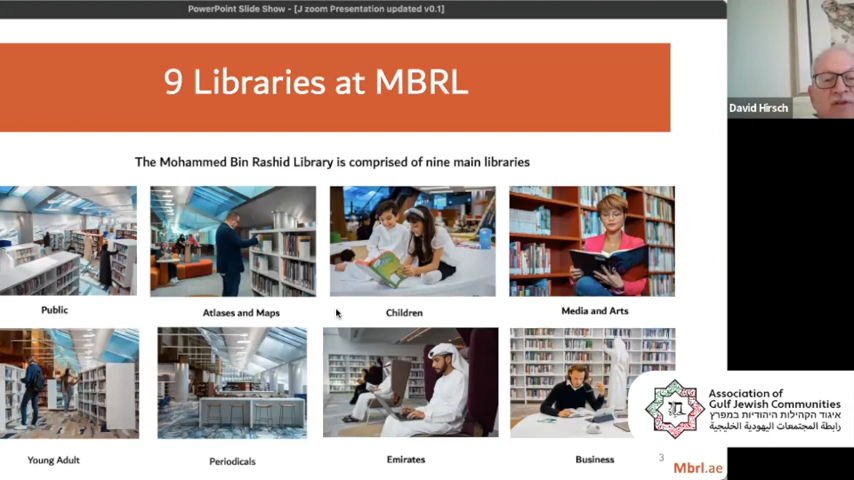 PowerPoint Slide Show - [J zoom Presentation updated v0.1]
9 Libraries at MBRL
David Hirsch
The Mohammed Bin Rashid Library is comprised of nine main libraries
Public
Atlases and Maps
Children
Media and Arts
Young Adult
Periodicals
Emirates
Business
Association of
Gulf Jewish Communities
איגוד הקהילות היהודיות במפרץ
رابطة المجتمعات اليهودية الخليجية
3
Mbrl.ae